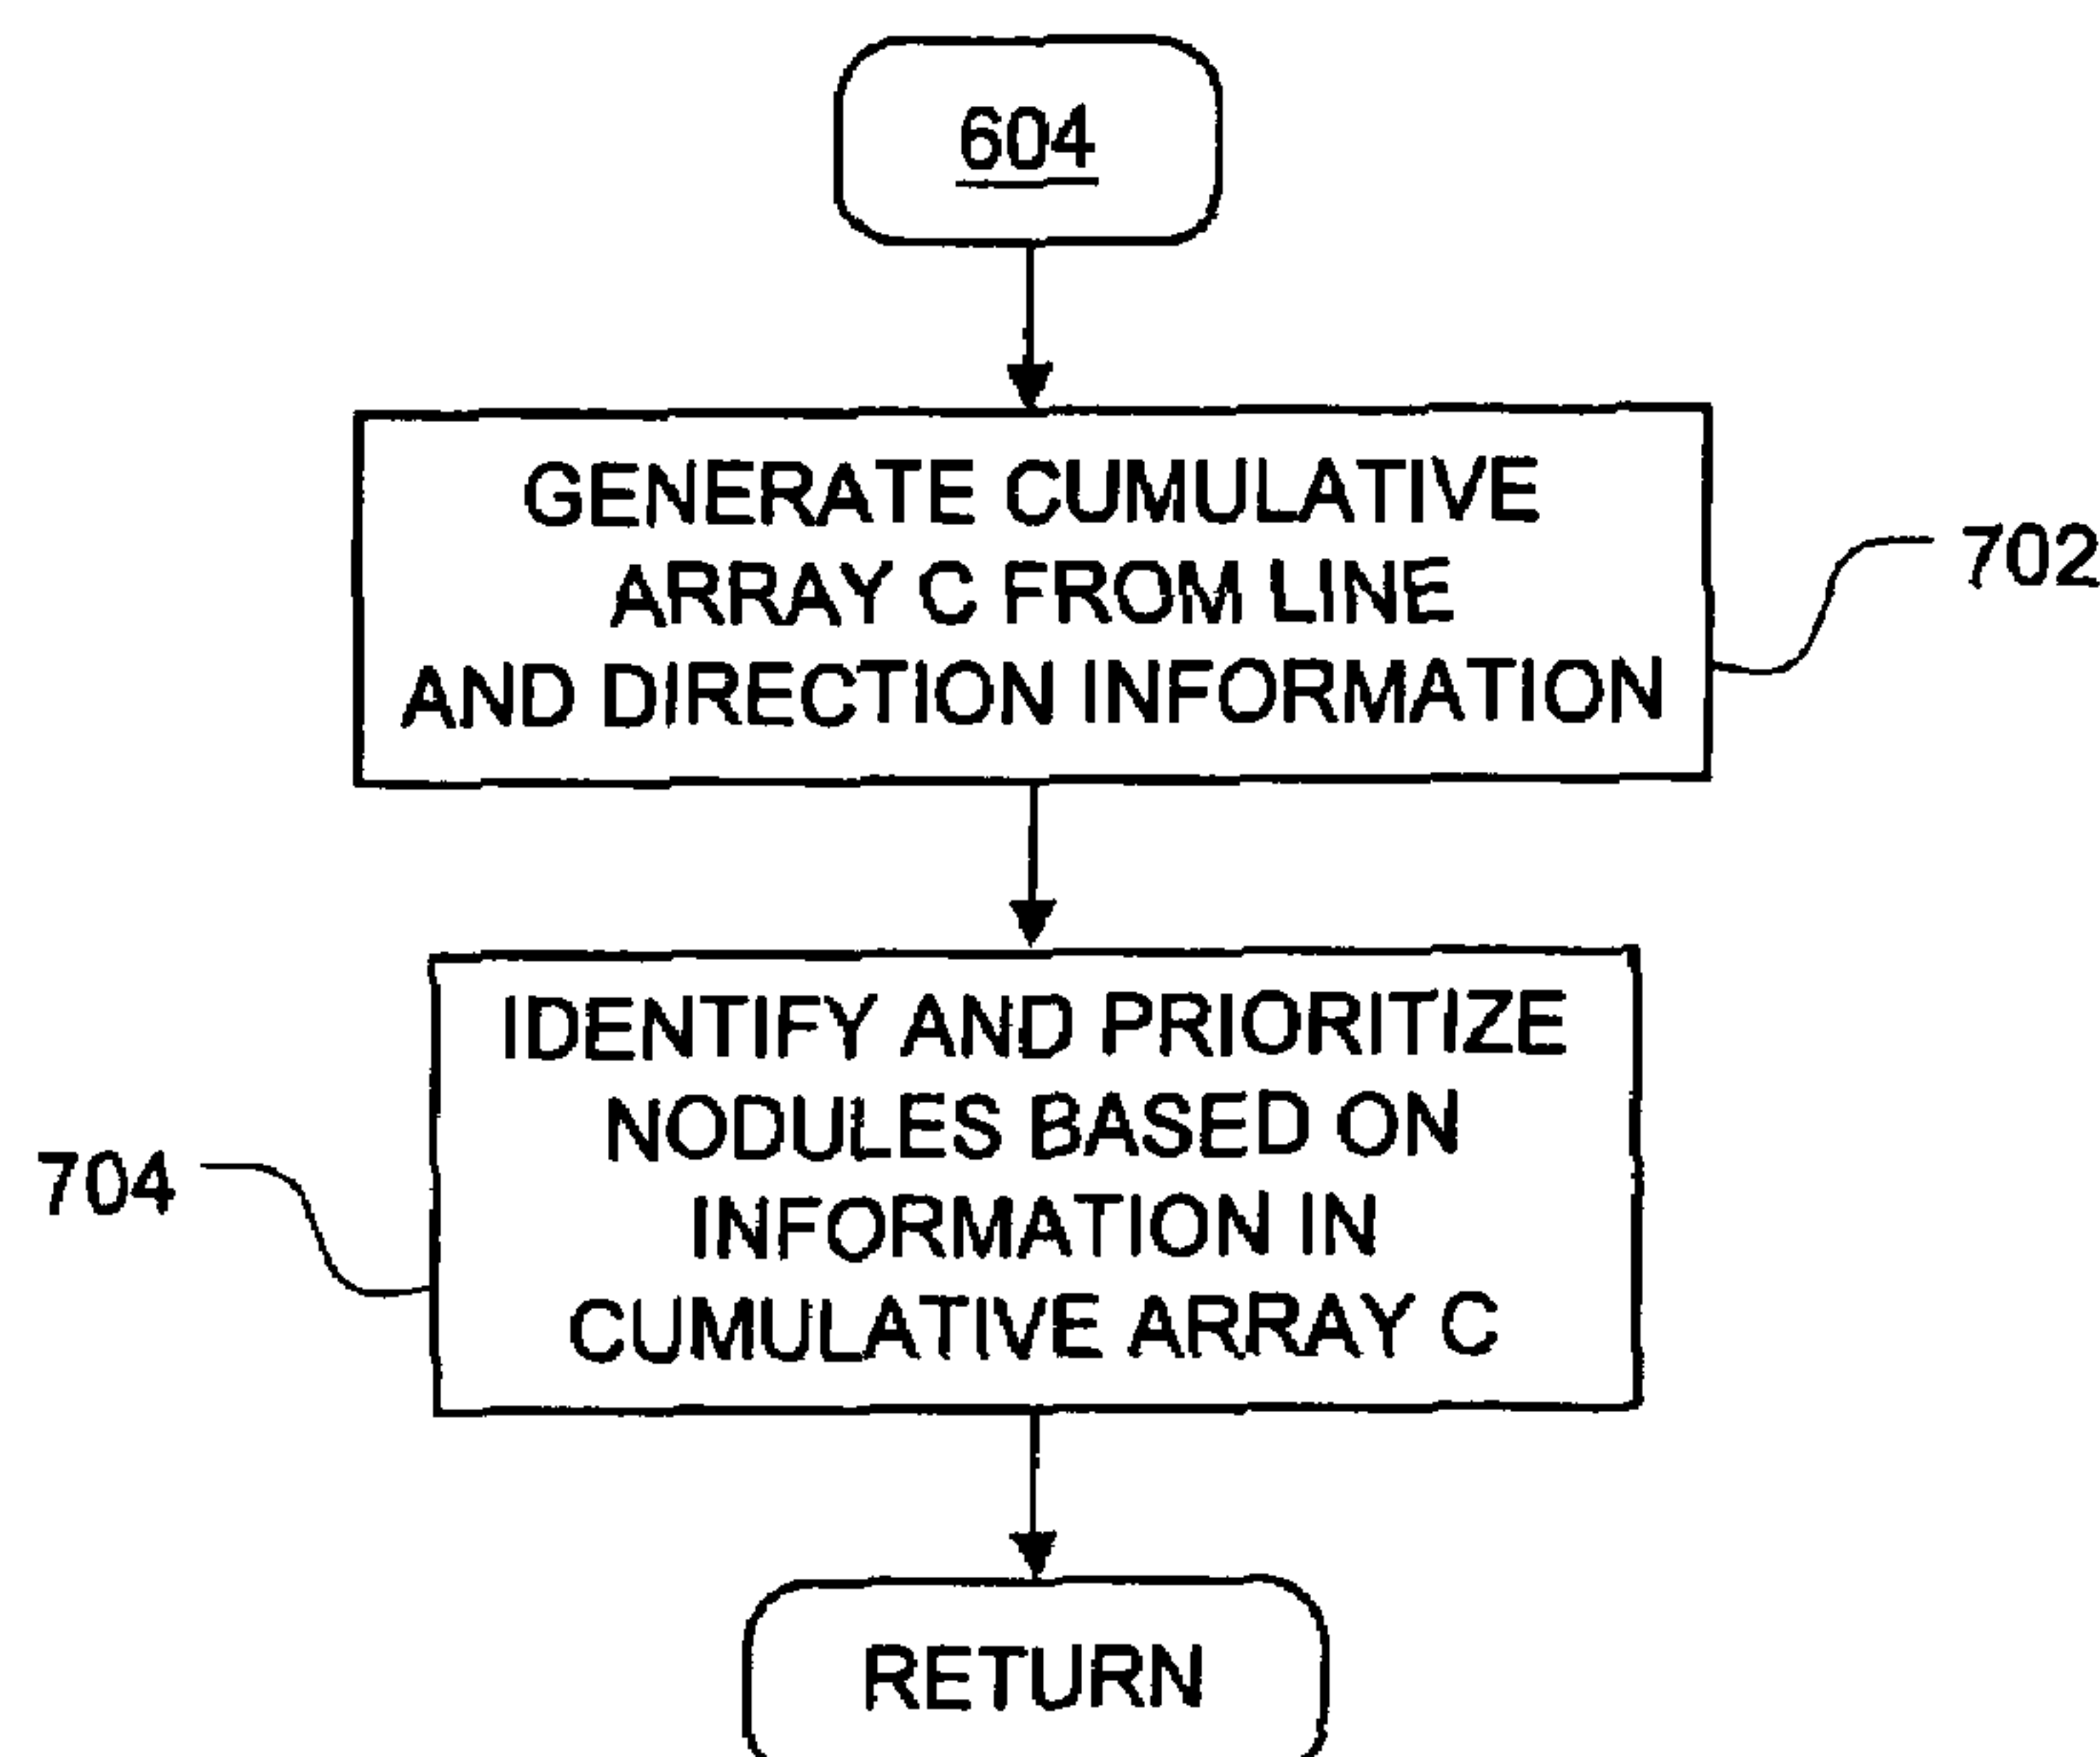 604
GENERATE CUMULATIVE
ARRAY C FROM LINE
AND DIRECTION INFORMATION
702
IDENTIFY AND PRIORITIZE
NODULES BASED ON
INFORMATION IN
CUMULATIVE ARRAY C
704
RETURN